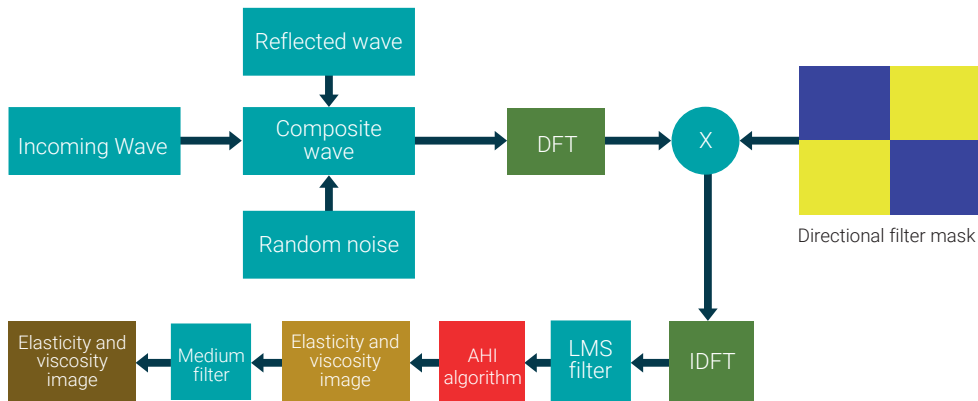 Reflected wave
Incoming Wave
Composite
wave
DFT
X
Random noise
Directional filter mask
Elasticity and
viscosity
image
Medium
filter
Elasticity and
viscosity
image
AHI
algorithm
LMS
filter
IDFT